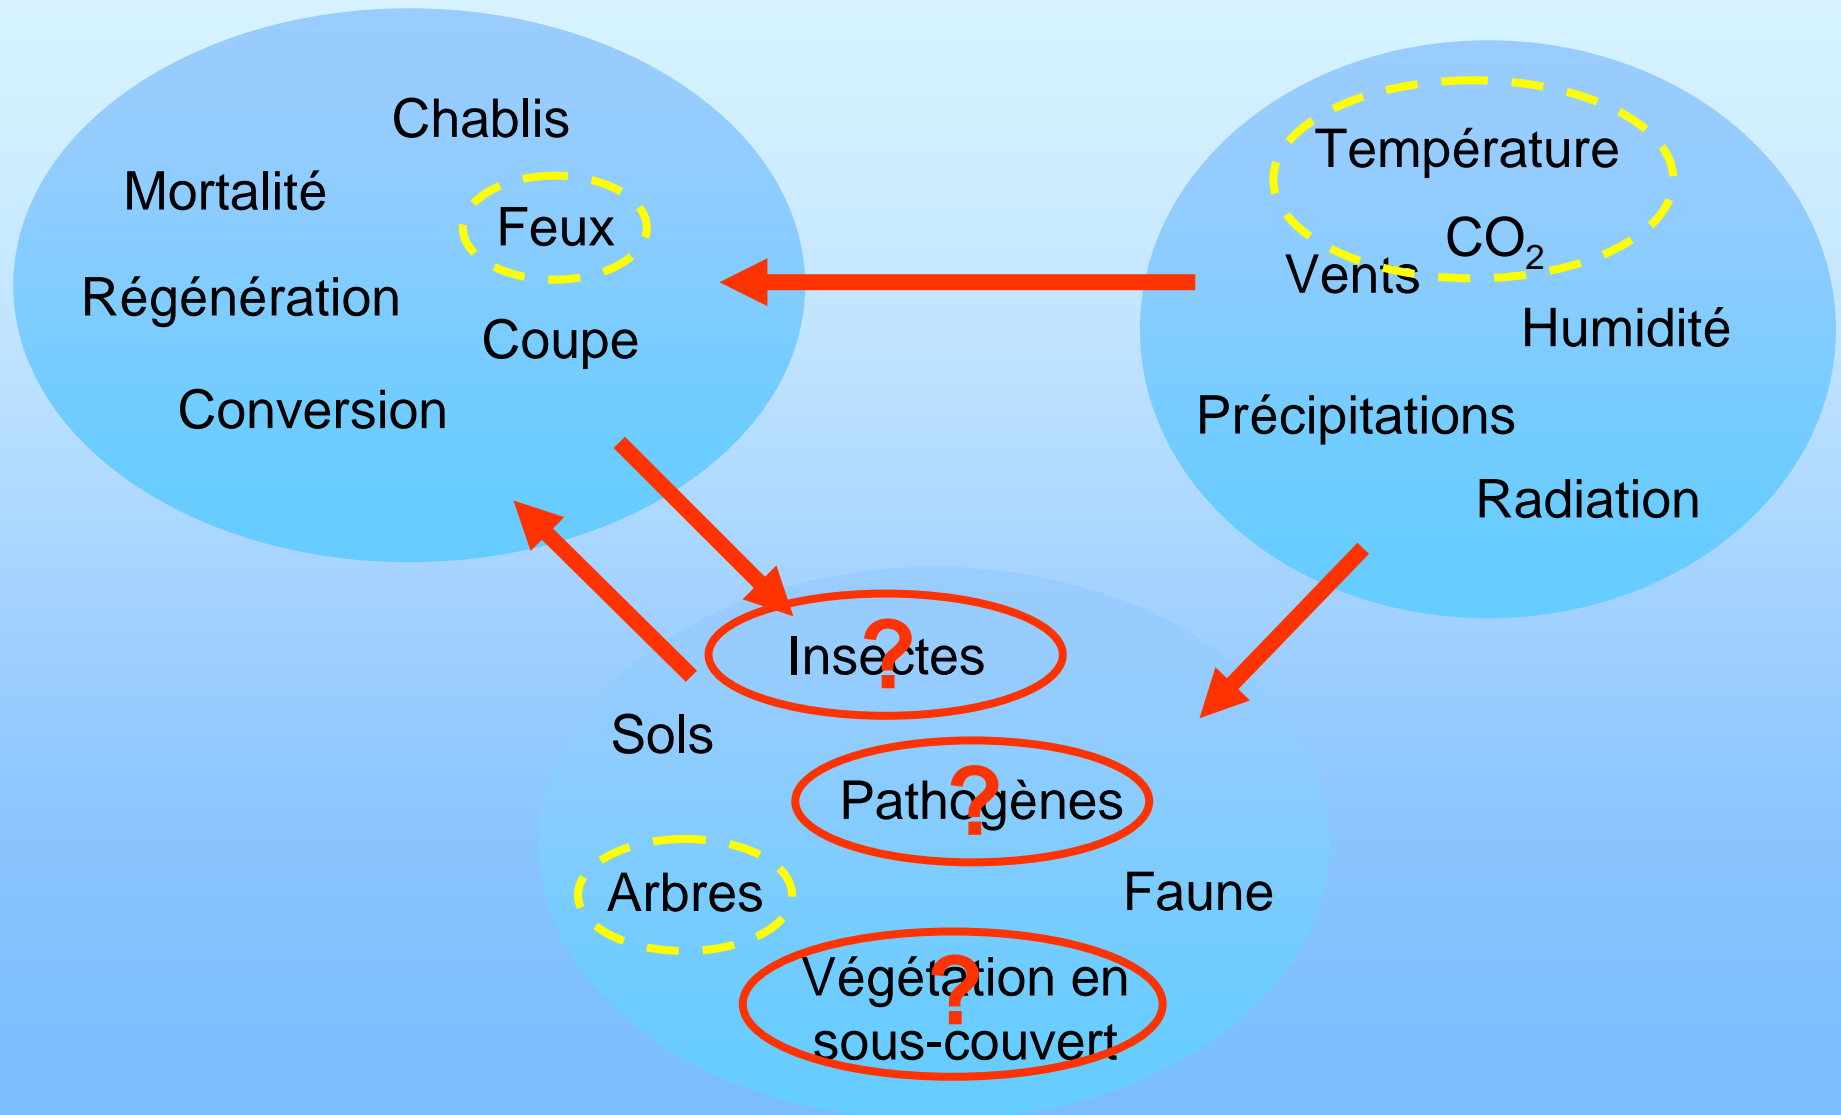 Chablis
Mortalité
Feux
Régénération
Coupe
Conversion
Température
CO₂
Vents
Humidité
Précipitations
Radiation
Insectes
?
Sols
Pathogènes
?
Arbres
Faune
Végétation en
?
sous-couvert